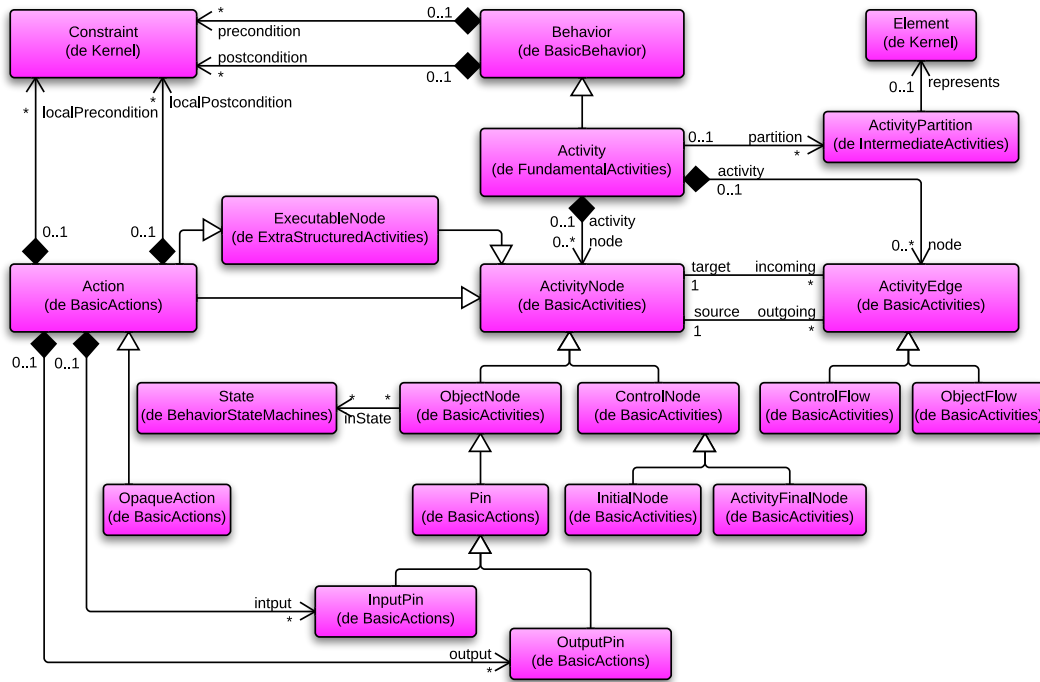 Constraint
(de Kernel)
*
precondition
0..1
postcondition
*
0..1
Behavior
(de BasicBehavior)
Element
(de Kernel)
0..1
represents
*
localPrecondition
*
localPostcondition
Activity
(de FundamentalActivities)
0..1
partition
*
ActivityPartition
(de IntermediateActivities)
activity
0..1
ExecutableNode
(de ExtraStructuredActivities)
0..1
activity
0..*
node
0..1
0..1
0..*
node
Action
(de BasicActions)
ActivityNode
(de BasicActivities)
target
incoming
1
*
source
outgoing
1
*
ActivityEdge
(de BasicActivities)
0..1
0..1
State
(de BehaviorStateMachines)
*
*
inState
ObjectNode
(de BasicActivities)
ControlNode
(de BasicActivities)
ControlFlow
(de BasicActivities)
ObjectFlow
(de BasicActivities)
OpaqueAction
(de BasicActions)
Pin
(de BasicActions)
InitialNode
(de BasicActivities)
ActivityFinalNode
(de BasicActivities)
intput
*
InputPin
(de BasicActions)
output
*
OutputPin
(de BasicActions)